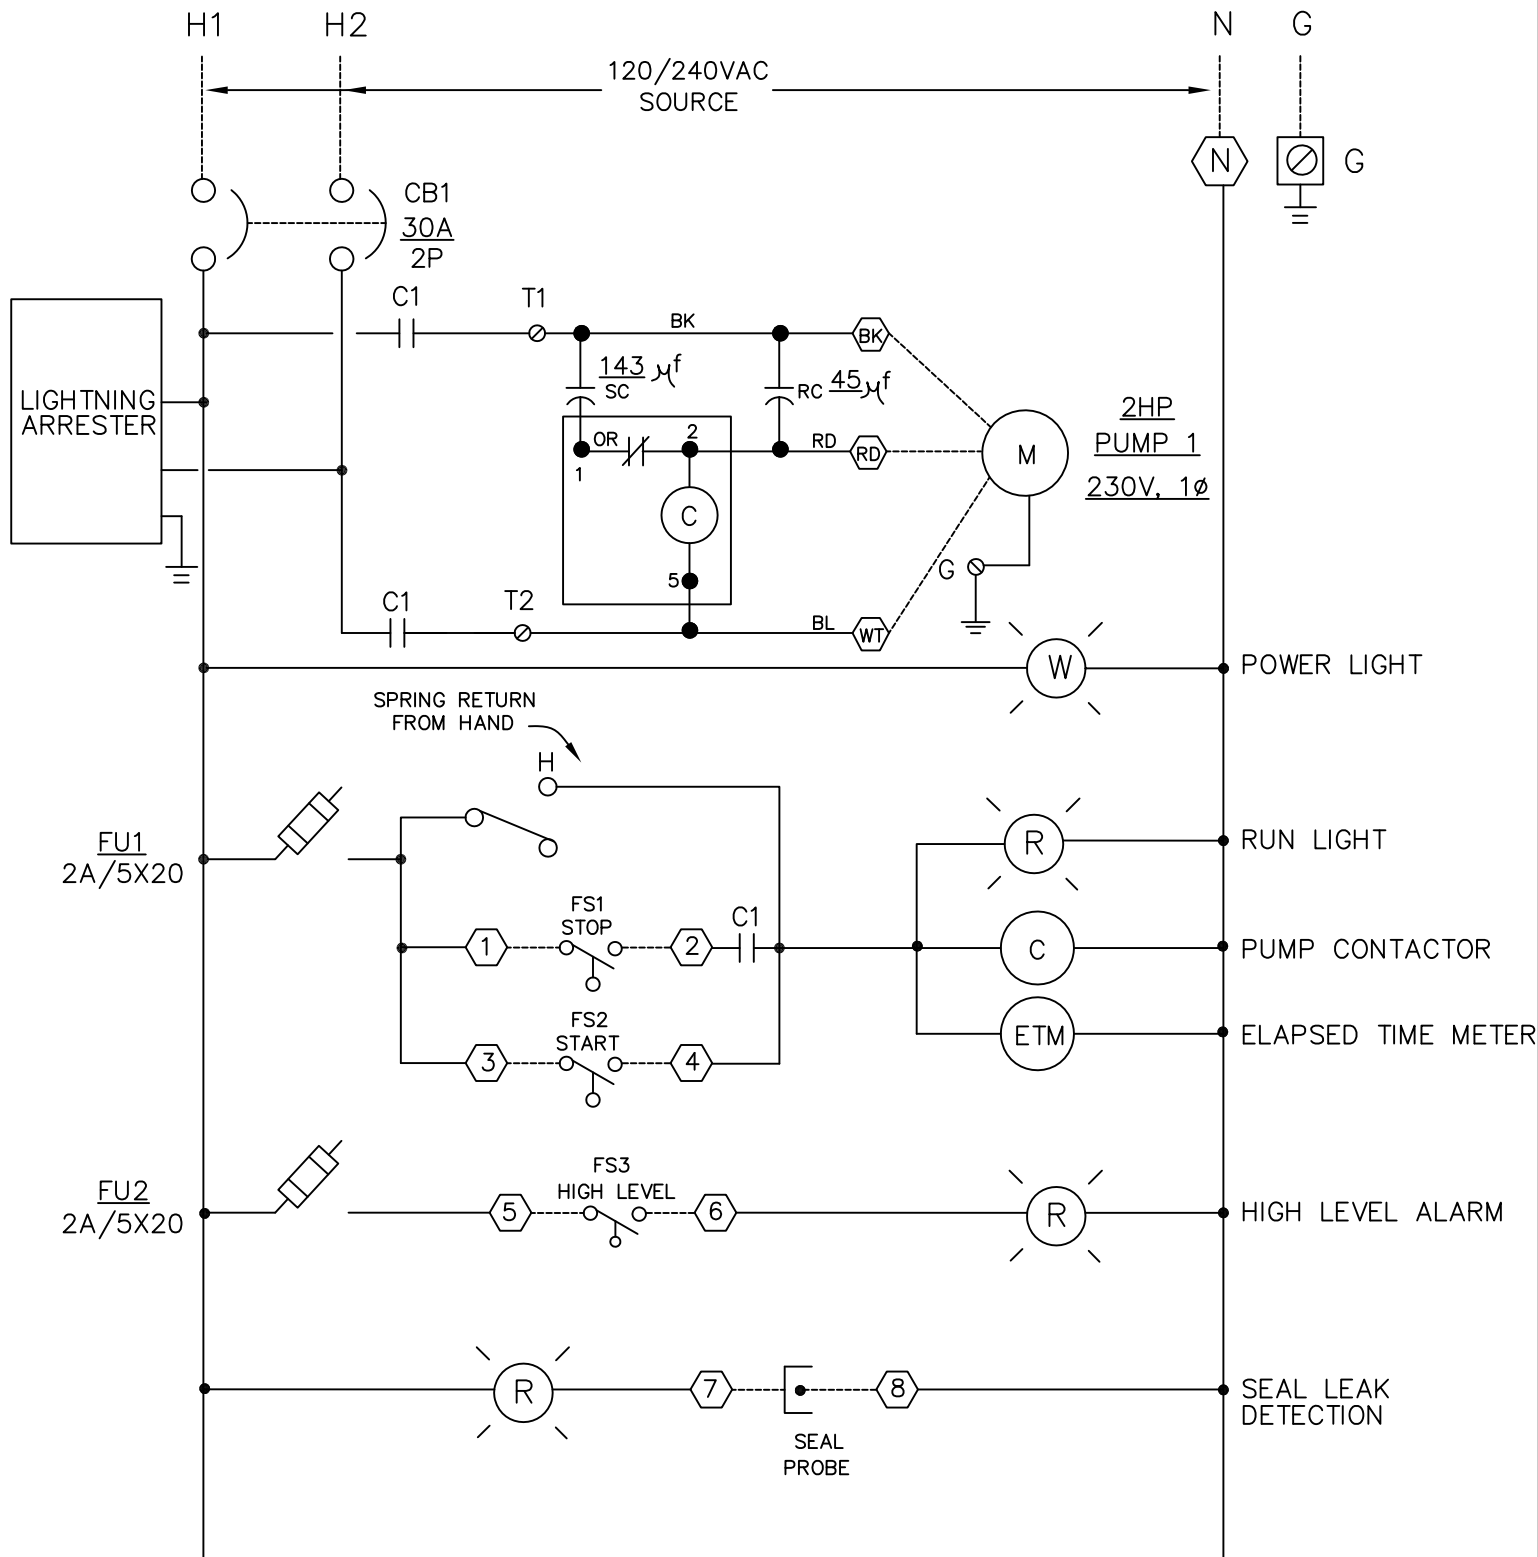 H1
H2
N
G
120/240VAC
SOURCE
N
G
CB1
30A
2P
C1
T1
BK
BK
143 µf
SC
RC
45µf
LIGHTNING
ARRESTER
2HP
PUMP 1
230V, 1ø
OR
2
RD
RD
M
1
C
5
G
C1
T2
BL
WT
W
POWER LIGHT
SPRING RETURN
FROM HAND
H
FU1
2A/5X20
R
RUN LIGHT
FS1
STOP
C1
1
2
C
PUMP CONTACTOR
FS2
START
3
4
ETM
ELAPSED TIME METER
FU2
2A/5X20
FS3
HIGH LEVEL
5
6
R
HIGH LEVEL ALARM
R
7
8
SEAL LEAK
DETECTION
SEAL
PROBE